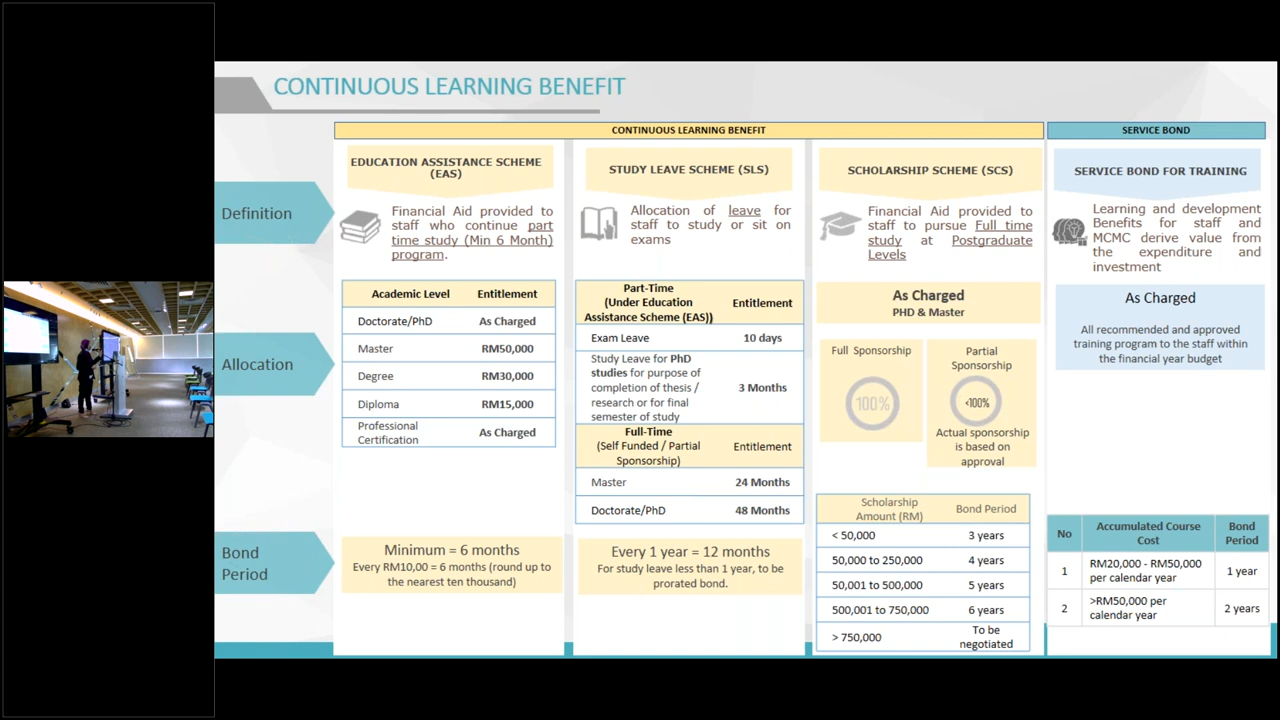 CONTINUOUS LEARNING BENEFIT
CONTINUOUS LEARNING BENEFIT
SERVICE BOND
Definition
Allocation
Bond
Period
EDUCATION ASSISTANCE SCHEME
(EAS)
Financial Aid provided to
staff who continue part
time study (Min 6 Month)
program.
Academic Level Entitlement
Doctorate/PhD As Charged
Master RM50,000
Degree RM30,000
Diploma RM15,000
Professional
Certification As Charged
Minimum = 6 months
Every RM10,00 = 6 months (round up to
the nearest ten thousand)
STUDY LEAVE SCHEME (SLS)
Allocation of leave for
staff to study or sit on
exams
Part-Time
(Under Education
Assistance Scheme (EAS)) Entitlement
Exam Leave 10 days
Study Leave for PhD
studies for purpose of
completion of thesis /
research or for final
semester of study
3 Months
Full-Time
(Self Funded / Partial
Sponsorship)
Entitlement
Master 24 Months
Doctorate/PhD 48 Months
Every 1 year = 12 months
For study leave less than 1 year, to be
prorated bond.
SCHOLARSHIP SCHEME (SCS)
Financial Aid provided to
staff to pursue Full time
study at Postgraduate
Levels
As Charged
PHD & Master
Full Sponsorship
100%
Partial
Sponsorship
<100%
Actual sponsorship
is based on
approval
Scholarship
Amount (RM)
Bond Period
< 50,000 3 years
50,000 to 250,000 4 years
50,001 to 500,000 5 years
500,001 to 750,000 6 years
> 750,000 To be
negotiated
SERVICE BOND FOR TRAINING
Learning and development
Benefits for staff and
MCMC derive value from
the expenditure and
investment
As Charged
All recommended and approved
training program to the staff within
the financial year budget
No Accumulated Course
Cost
Bond
Period
1 RM20,000 - RM50,000
per calendar year
1 year
2 >RM50,000 per
calendar year
2 years